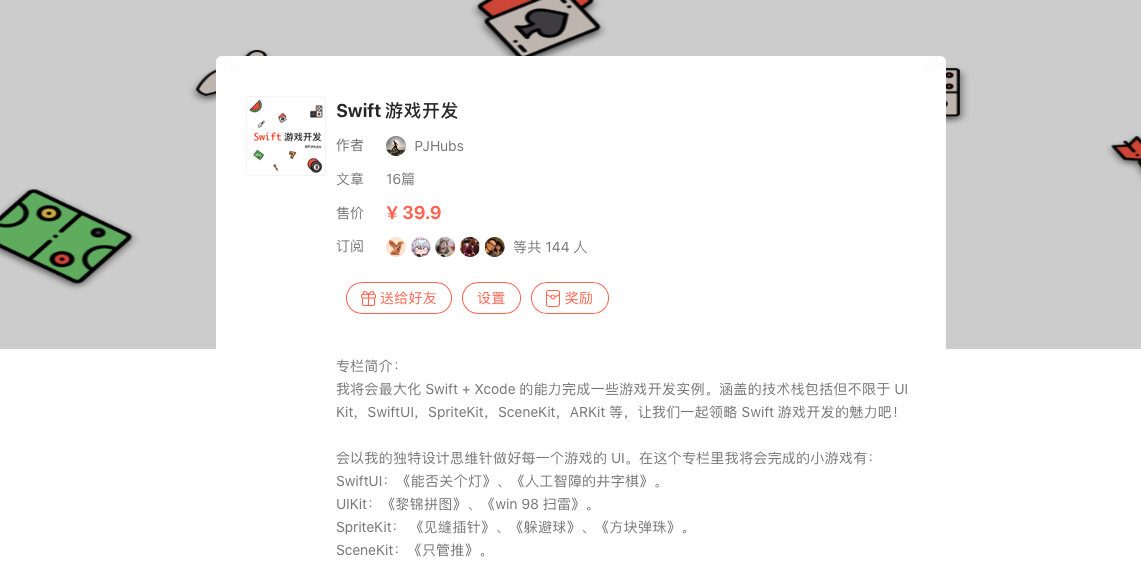 Swift 游戏开发
Swift 游戏开发
@PJHubs
作者 PJHubs
文章 16篇
售价 ¥ 39.9
订阅 等共 144 人
送给好友 设置 奖励
专栏简介：
我将会最大化 Swift + Xcode 的能力完成一些游戏开发实例。涵盖的技术栈包括但不限于 UI
Kit，SwiftUI，SpriteKit，SceneKit，ARKit 等，让我们一起领略 Swift 游戏开发的魅力吧！
会以我的独特设计思维针做好每一个游戏的 UI。在这个专栏里我将会完成的小游戏有：
SwiftUI：《能否关个灯》、《人工智障的井字棋》。
UIKit：《黎锦拼图》、《win 98 扫雷》。
SpriteKit：《见缝插针》、《躲避球》、《方块弹珠》。
SceneKit：《只管推》。